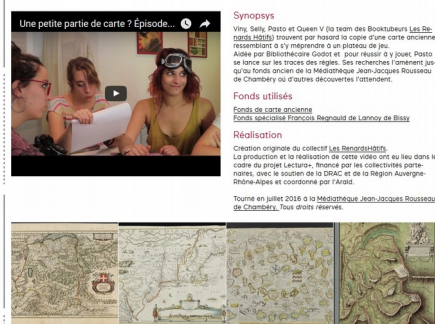 Une petite partie de carte ? Épisode...
Synopsys
Viny, Selly, Pasto et Queen V (la team des Booktubeurs Les Re-
nards Hâtifs) trouvent par hasard la copie d'une carte ancienne
ressemblant à s'y méprendre à un plateau de jeu.
Aidée par Bibliothécaire Godot et pour réussir à y jouer, Pasto
se lance sur les traces des règles. Ses recherches l'amènent jus-
qu'au fonds ancien de la Médiathèque Jean-Jacques Rousseau
de Chambéry où d'autres découvertes l'attendent.
Fonds utilisés
Fonds de carte ancienne
Fonds spécialisé François Regnauld de Lannoy de Bissy
Réalisation
Création originale du collectif Les RenardsHâtifs.
La production et la réalisation de cette vidéo ont eu lieu dans le
cadre du projet Lectura+, financé par les collectivités parte-
naires, avec le soutien de la DRAC et de la Région Auvergne-
Rhône-Alpes et coordonné par l'Arald.
Tourné en juillet 2016 à la Médiathèque Jean-Jacques Rousseau
de Chambéry. Tous droits réservés.